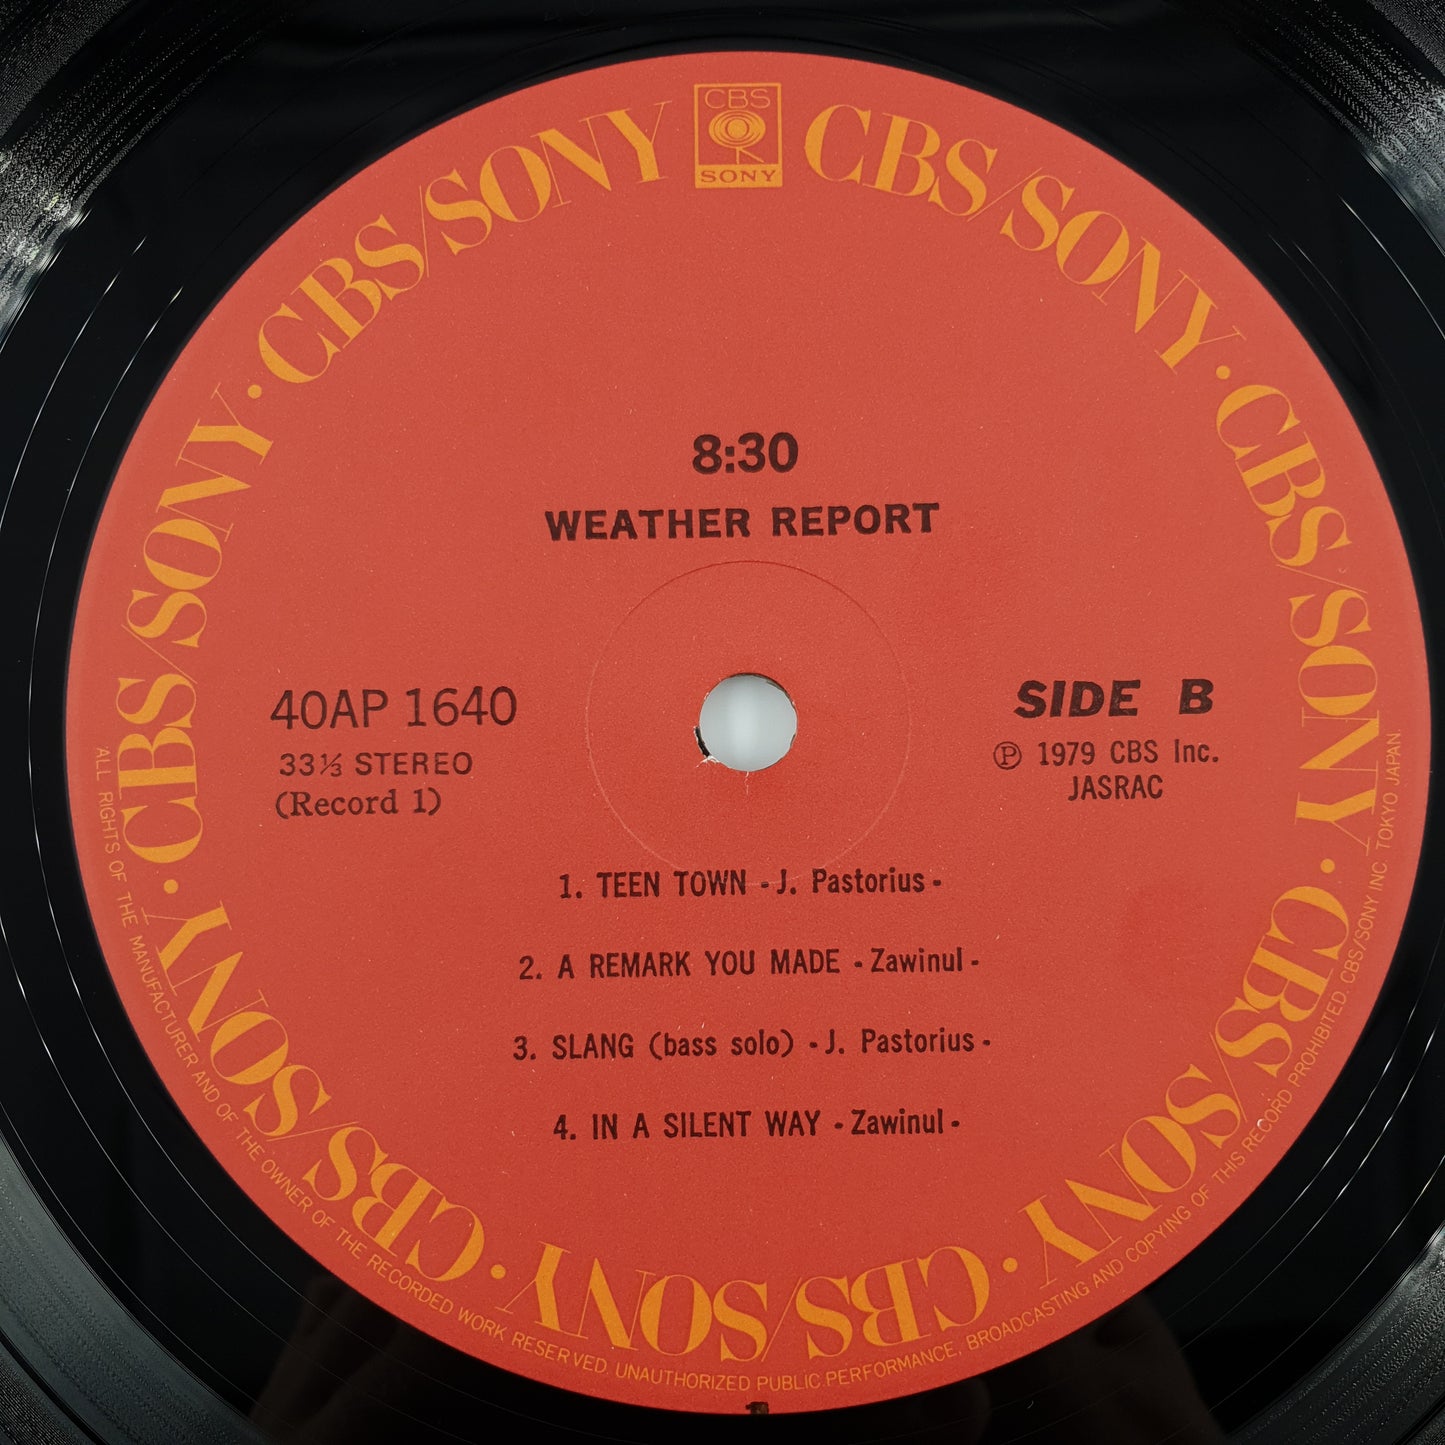 CBS
SONY
CBS/SONY · CBS/SONY · CBS/SONY · CBS/SONY · CBS/SONY · CBS/SONY · CBS/SONY · CBS/SONY
8:30
WEATHER REPORT
40AP 1640
33⅓ STEREO
(Record 1)
SIDE B
Ⓟ 1979 CBS Inc.
JASRAC
1. TEEN TOWN - J. Pastorius -
2. A REMARK YOU MADE - Zawinul -
3. SLANG (bass solo) - J. Pastorius -
4. IN A SILENT WAY - Zawinul -
ALL RIGHTS OF THE MANUFACTURER AND OF THE OWNER OF THE RECORDED WORK RESERVED. UNAUTHORIZED PUBLIC PERFORMANCE, BROADCASTING AND COPYING OF THIS RECORD PROHIBITED. CBS/SONY INC. TOKYO JAPAN.